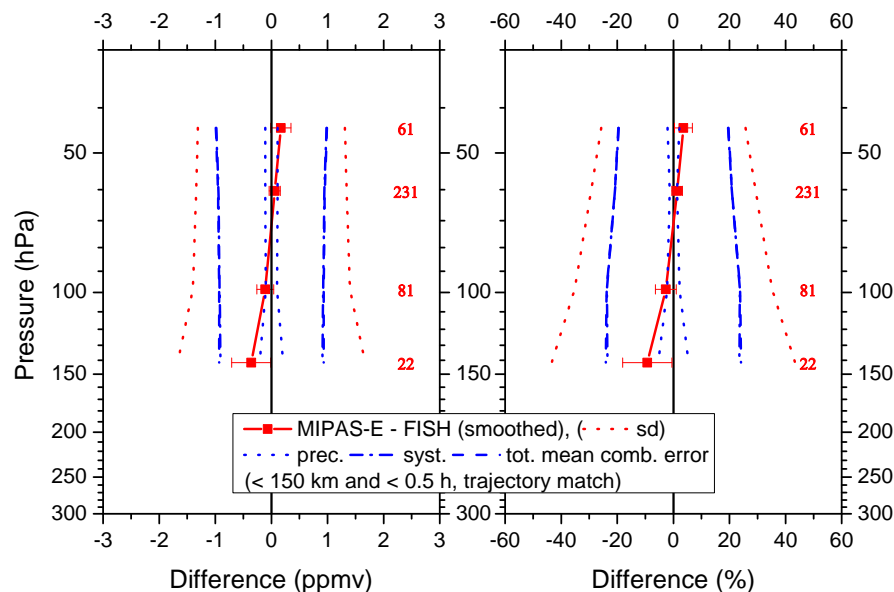 -3 -2 -1 0 1 2 3 -60 -40 -20 0 20 40 60
61 61
50 50
231 231
Pressure (hPa)
100 81 100 81
150 22 150 22
MIPAS-E - FISH (smoothed), ( sd)
200 200
prec. syst. tot. mean comb. error
250 250
(< 150 km and < 0.5 h, trajectory match)
300 300
-3 -2 -1 0 1 2 3 -60 -40 -20 0 20 40 60
Difference (ppmv) Difference (%)